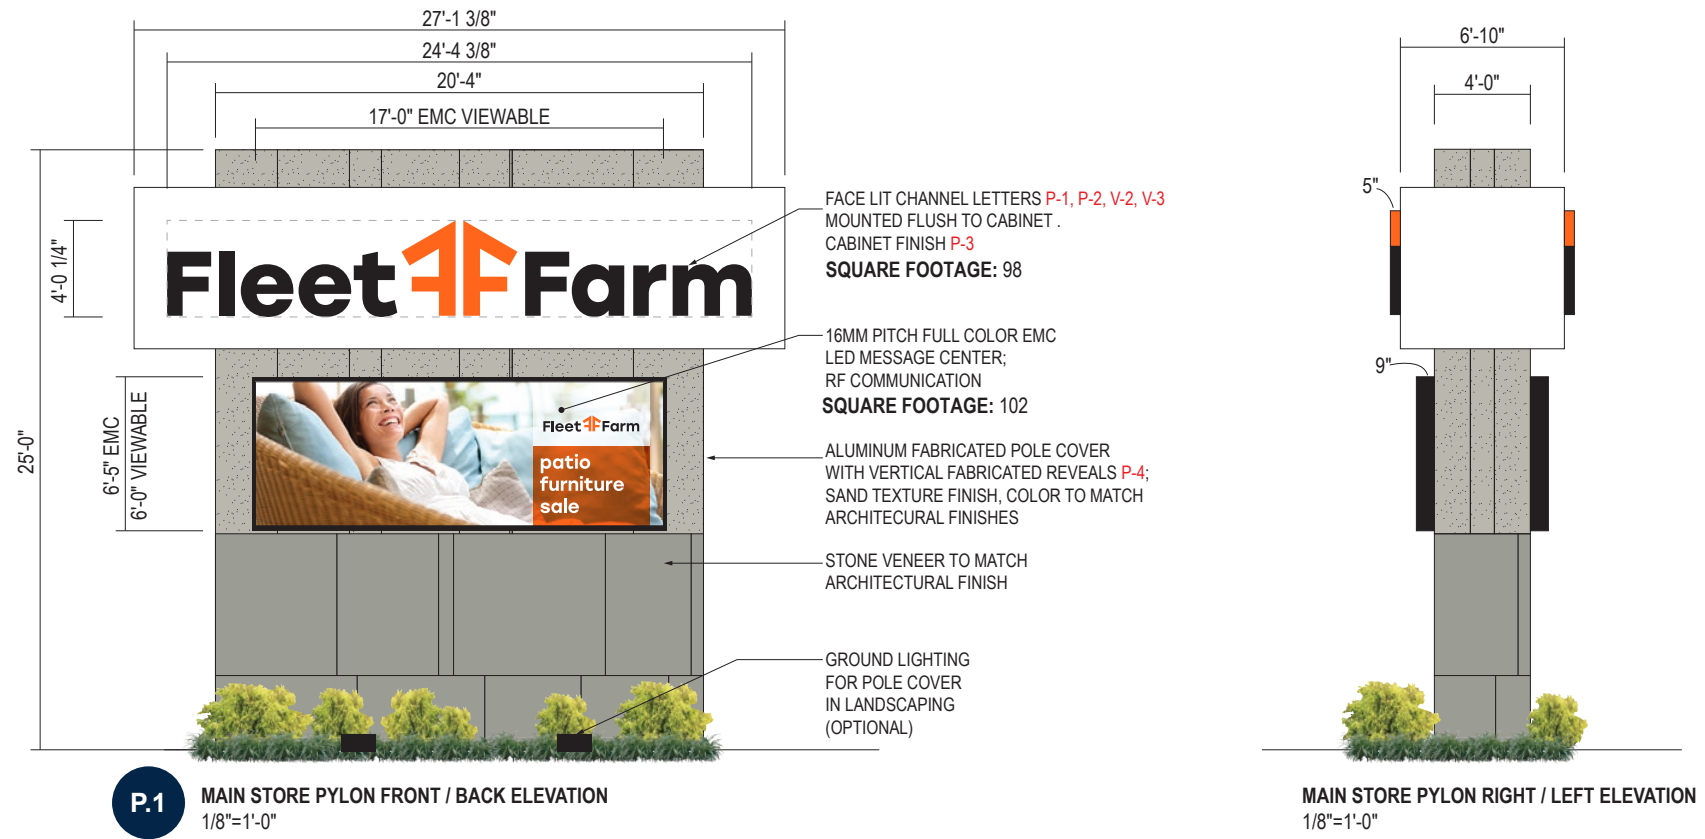 27'-1 3/8"
24'-4 3/8"
20'-4"
17'-0" EMC VIEWABLE
25'-0"
4'-0 1/4"
6'-5" EMC
6'-0" VIEWABLE
Fleet Farm
Fleet Farm
patio
furniture
sale
FACE LIT CHANNEL LETTERS P-1, P-2, V-2, V-3
MOUNTED FLUSH TO CABINET .
CABINET FINISH P-3
SQUARE FOOTAGE: 98
16MM PITCH FULL COLOR EMC
LED MESSAGE CENTER;
RF COMMUNICATION
SQUARE FOOTAGE: 102
ALUMINUM FABRICATED POLE COVER
WITH VERTICAL FABRICATED REVEALS P-4;
SAND TEXTURE FINISH, COLOR TO MATCH
ARCHITECURAL FINISHES
STONE VENEER TO MATCH
ARCHITECTURAL FINISH
GROUND LIGHTING
FOR POLE COVER
IN LANDSCAPING
(OPTIONAL)
P.1
MAIN STORE PYLON FRONT / BACK ELEVATION
1/8"=1'-0"
6'-10"
4'-0"
5"
9"
MAIN STORE PYLON RIGHT / LEFT ELEVATION
1/8"=1'-0"